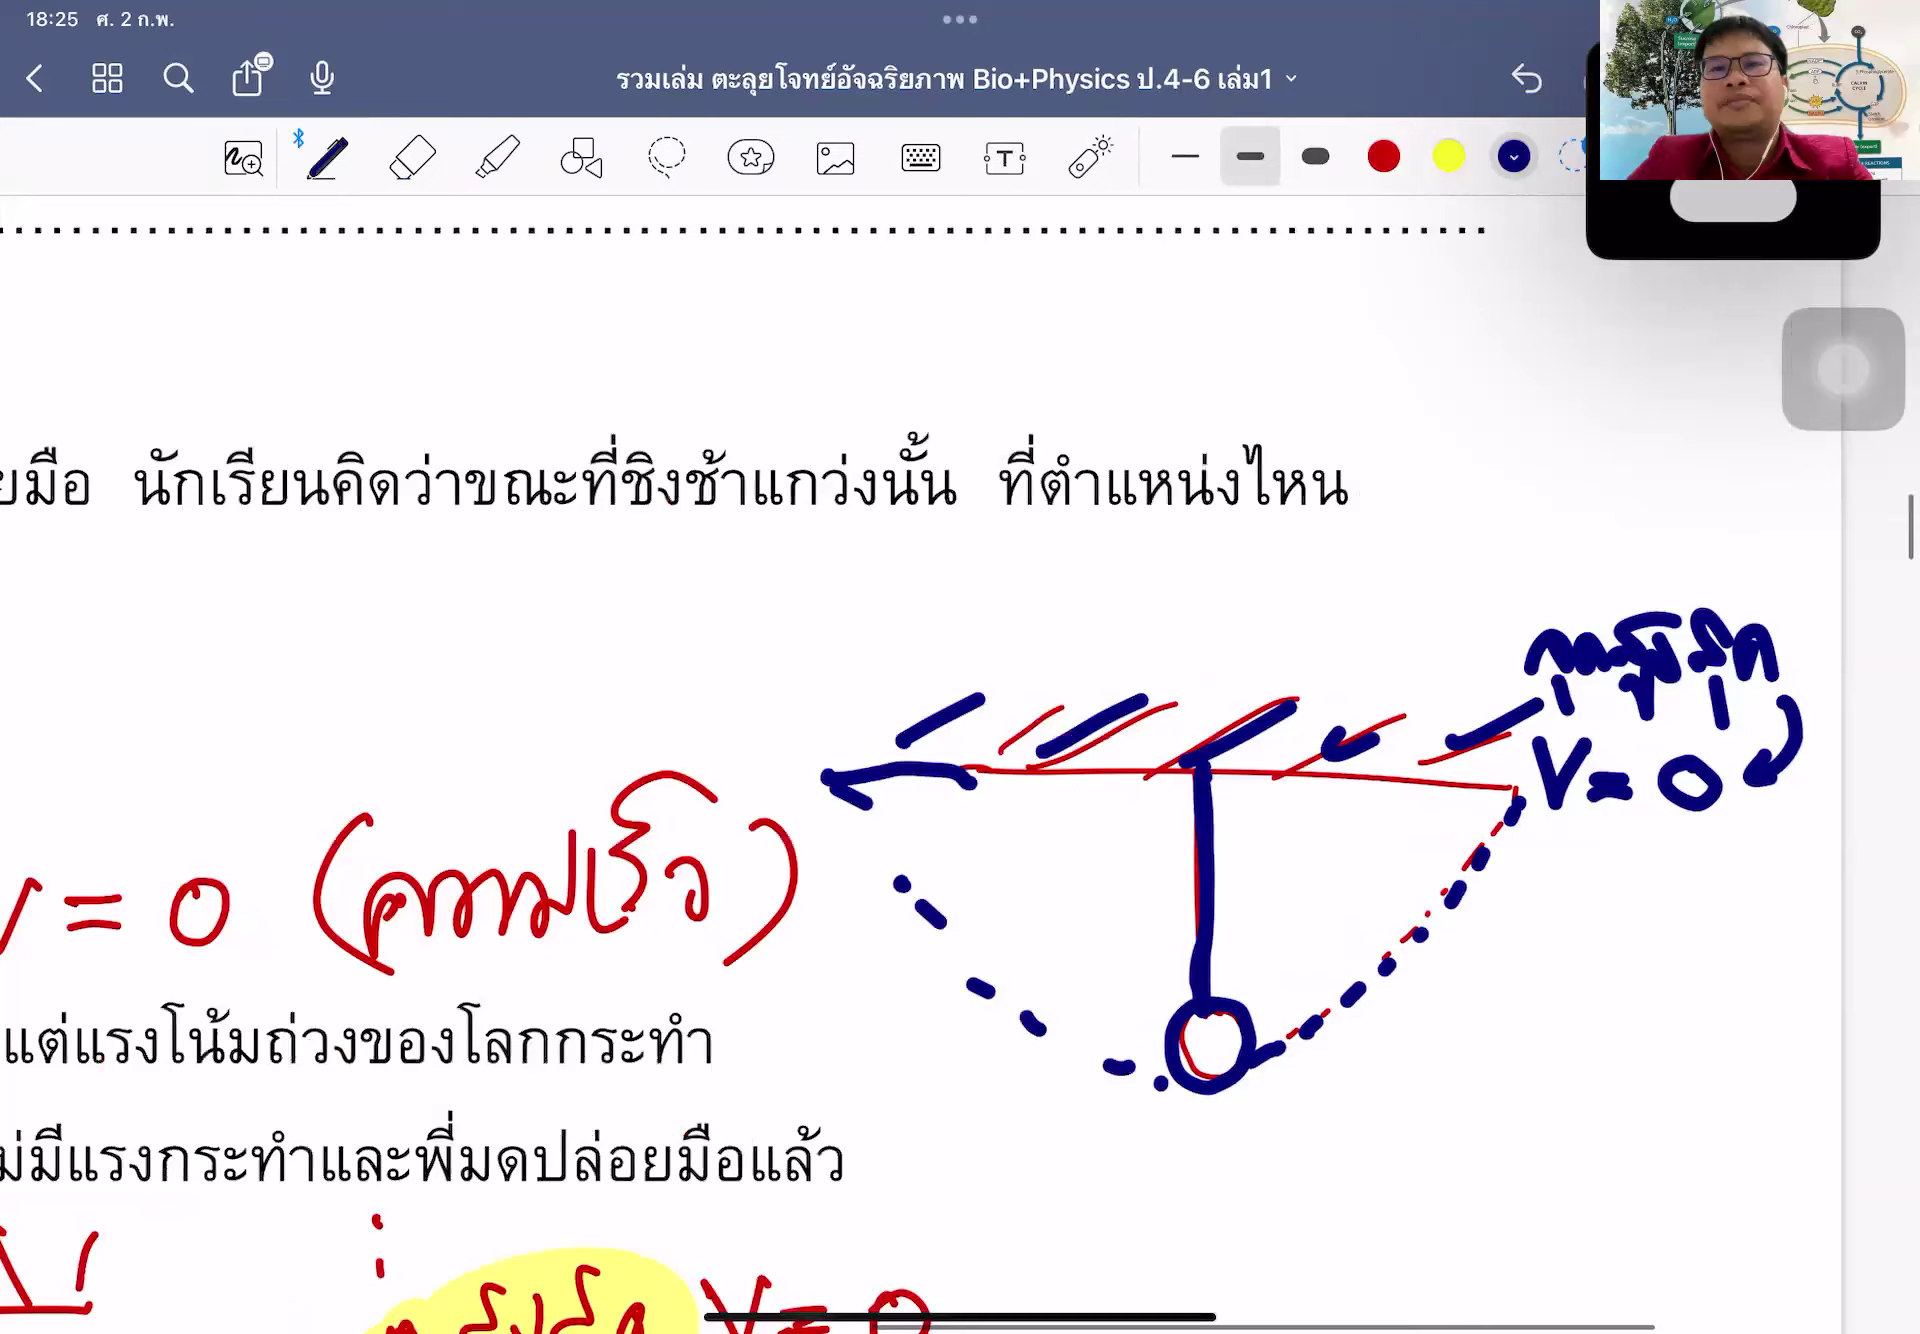 18:25 ศ. 2 ก.พ.
รวมเล่ม ตะลุยโจทย์อัจฉริยภาพ Bio+Physics ป.4-6 เล่ม1
ยมือ นักเรียนคิดว่าขณะที่ชิงช้าแกว่งนั้น ที่ตำแหน่งไหน
V = 0
V = 0 (ความเร็ว)
แต่แรงโน้มถ่วงของโลกกระทำ
ม่มีแรงกระทำและพี่มดปล่อยมือแล้ว
V = 0